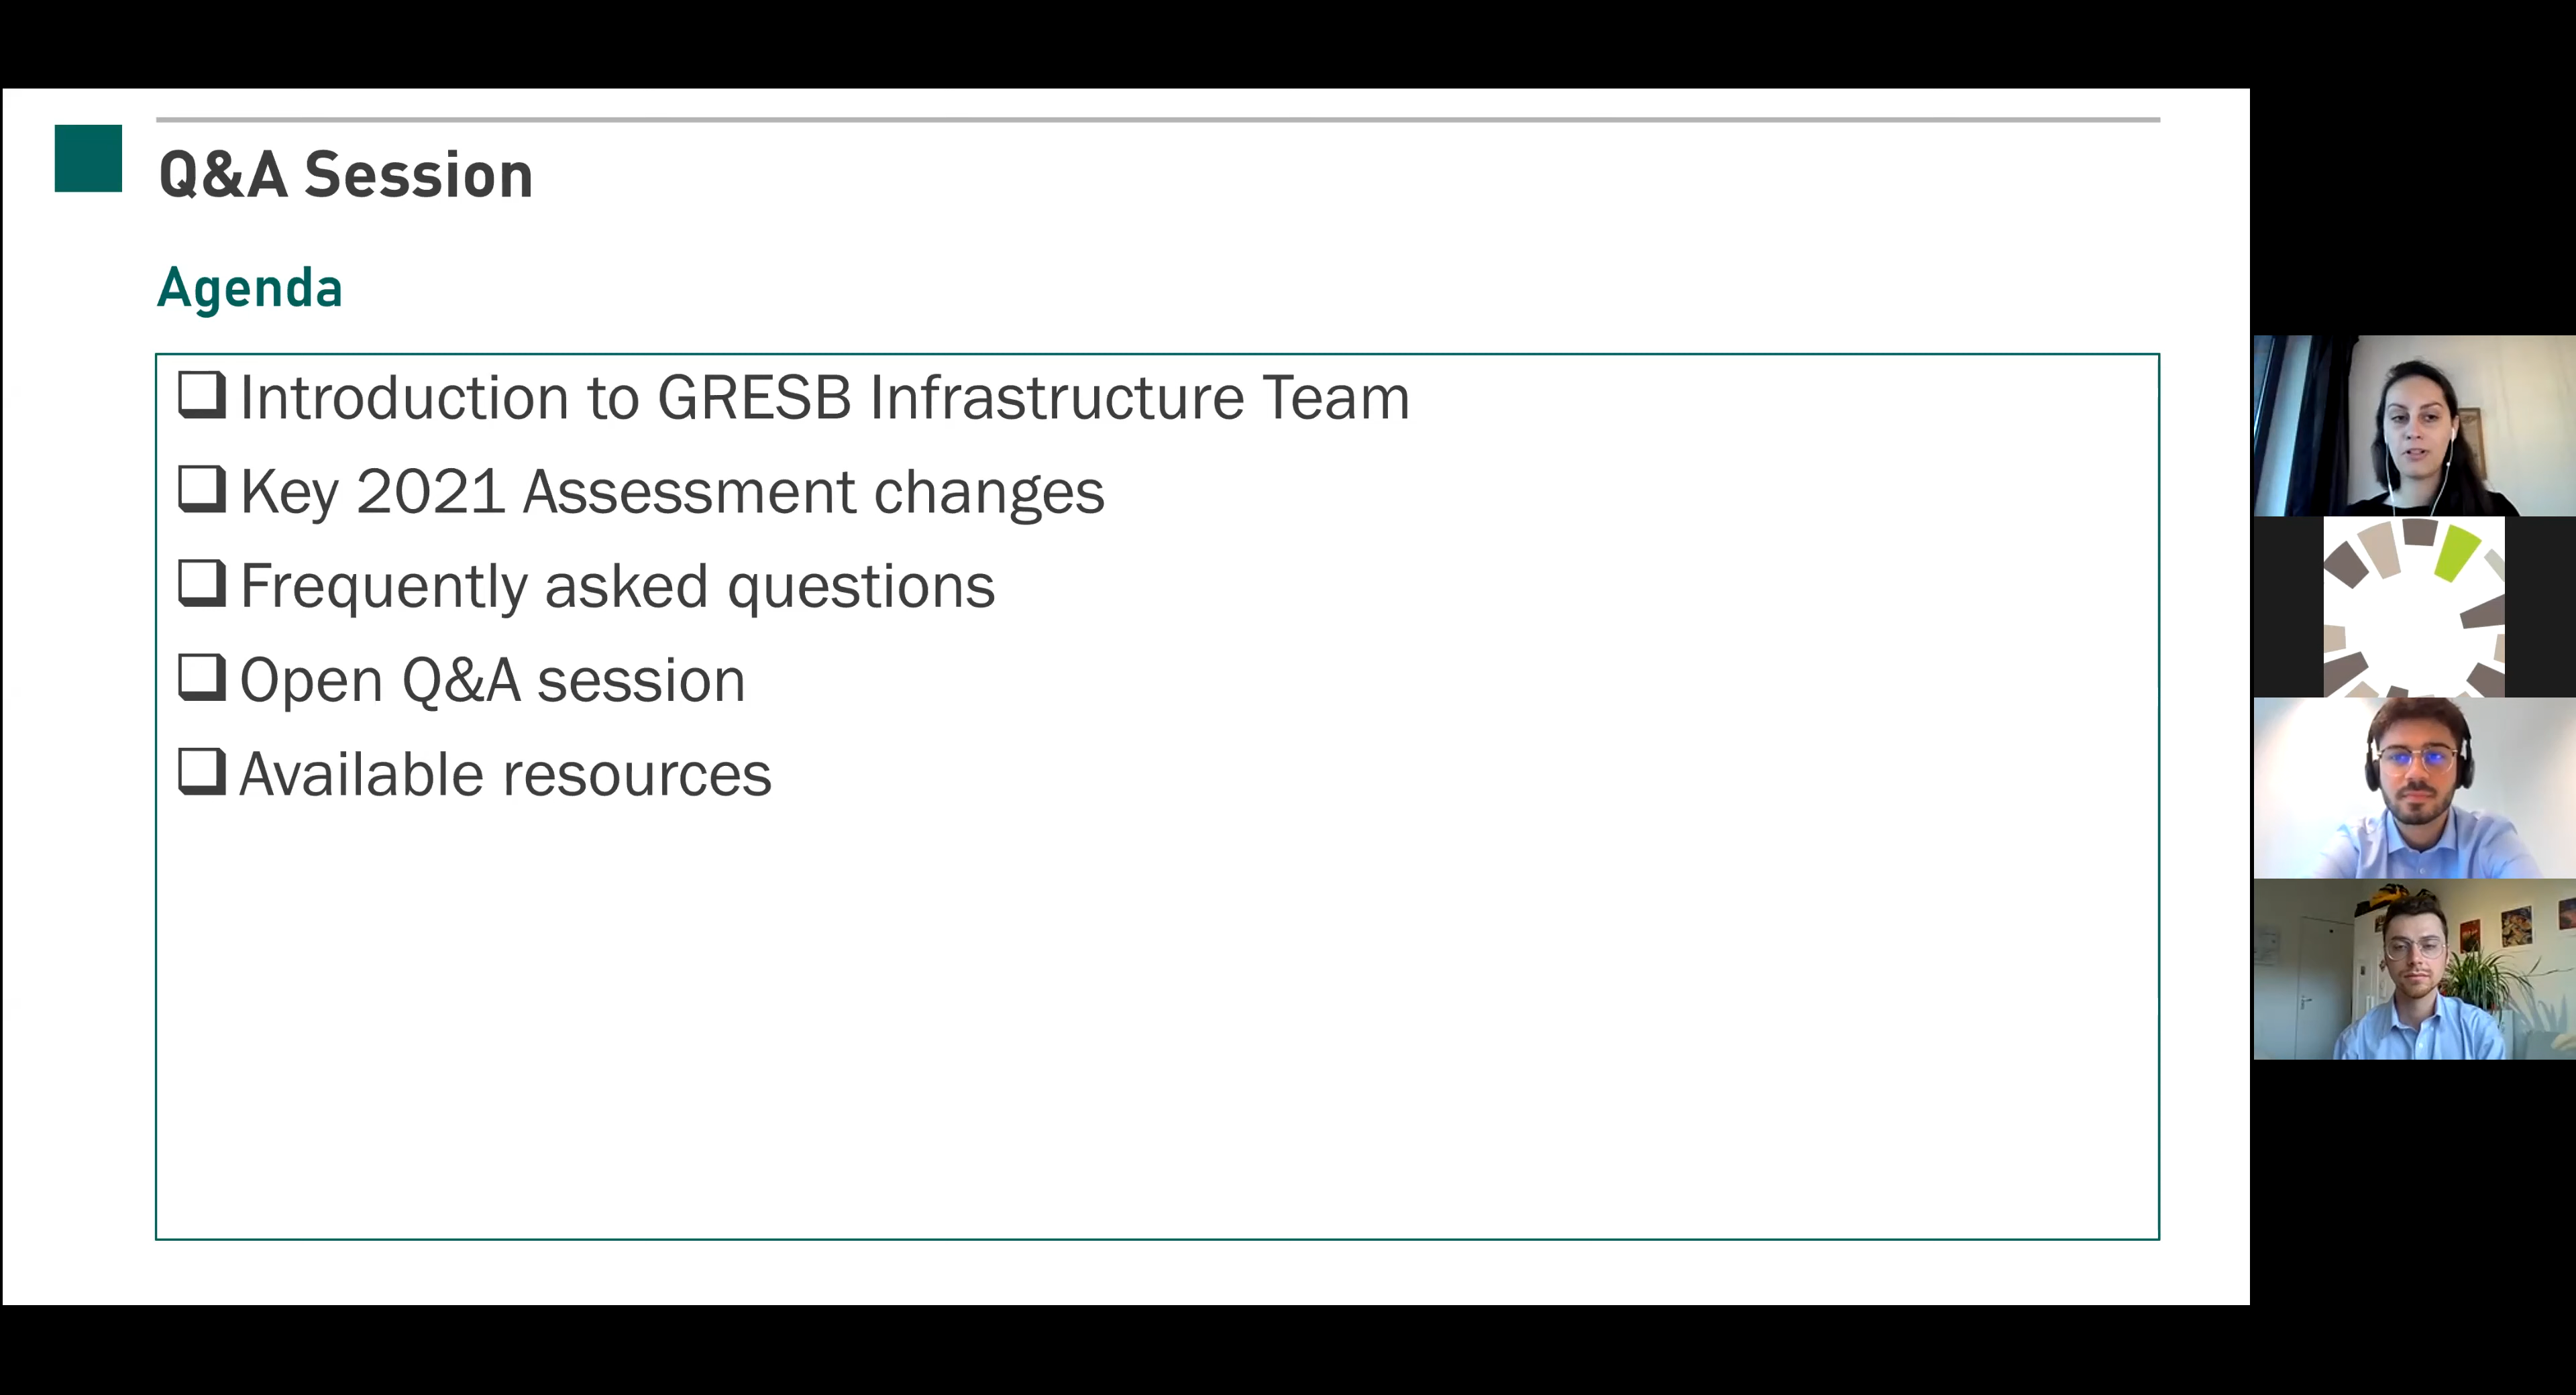 Q&A Session
Agenda
Introduction to GRESB Infrastructure Team
Key 2021 Assessment changes
Frequently asked questions
Open Q&A session
Available resources